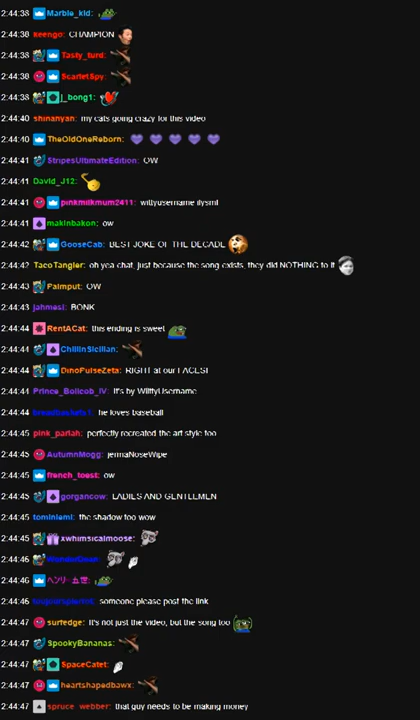 2:44:38 Marble_kid:
2:44:38 keengo: CHAMPION
2:44:38 Tasty_turd:
2:44:38 ScarletSpy:
2:44:38 j_bong1:
2:44:40 shinanyan: my cats going crazy for this video
2:44:40 TheOldOneReborn:
2:44:41 StripesUltimateEdition: OW
2:44:41 David_J12:
2:44:41 pinkmilkmum2411: wittyusername ilysml
2:44:41 makinbakon: ow
2:44:42 GooseCab: BEST JOKE OF THE DECADE
2:44:42 TacoTangler: oh yea chat, just because the song exists, they did NOTHING to it
2:44:43 Palmput: OW
2:44:43 jahmesi: BONK
2:44:44 RentACat: this ending is sweet
2:44:44 ChillinSicilian:
2:44:44 DinoPulseZeta: RIGHT at our FACES!
2:44:44 Prince_Bolicob_IV: It's by WittyUsername
2:44:44 he loves baseball
2:44:45 pink_pariah: perfectly recreated the art style too
2:44:45 AutumnMogg: jermaNoseWipe
2:44:45 french_toest: ow
2:44:45 gorgancow: LADIES AND GENTLEMEN
2:44:45 tominiemi: the shadow too wow
2:44:45 xwhimsicalmoose:
2:44:46
2:44:46 ヘンリー五世:
2:44:46 someone please post the link
2:44:47 surfedge: It's not just the video, but the song too
2:44:47 SpookyBananas:
2:44:47 SpaceCatet:
2:44:47 heartshapedbawx:
2:44:47 spruce_webber: that guy needs to be making money